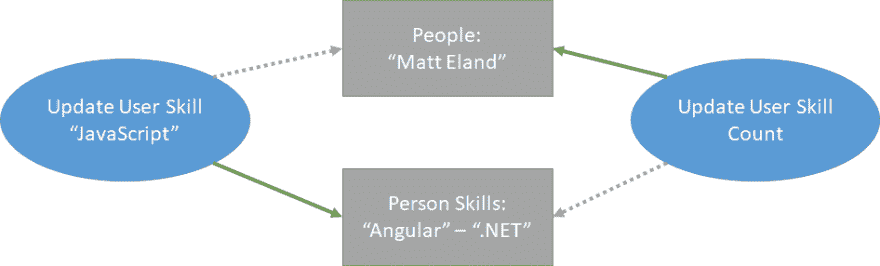 People:
“Matt Eland”
Update User Skill
“JavaScript”
Update User Skill
Count
Person Skills:
“Angular” – “.NET”